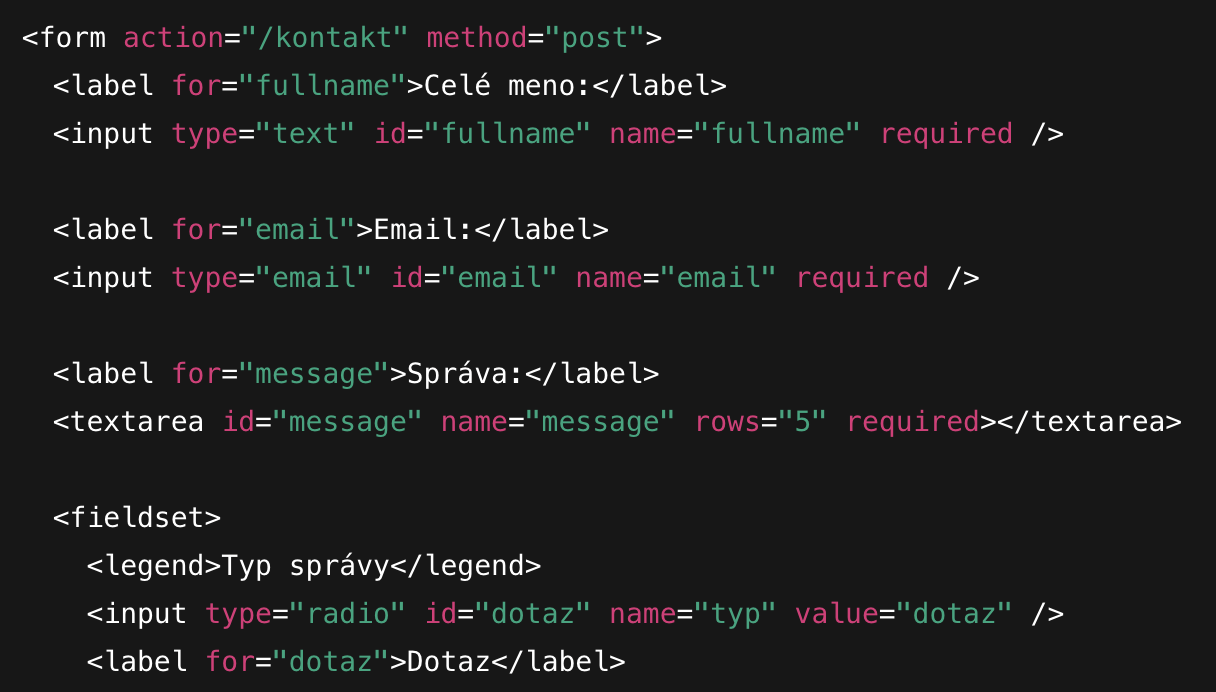 <form action="/kontakt" method="post">
<label for="fullname">Celé meno:</label>
<input type="text" id="fullname" name="fullname" required />
<label for="email">Email:</label>
<input type="email" id="email" name="email" required />
<label for="message">Správa:</label>
<textarea id="message" name="message" rows="5" required></textarea>
<fieldset>
<legend>Typ správy</legend>
<input type="radio" id="dotaz" name="typ" value="dotaz" />
<label for="dotaz">Dotaz</label>